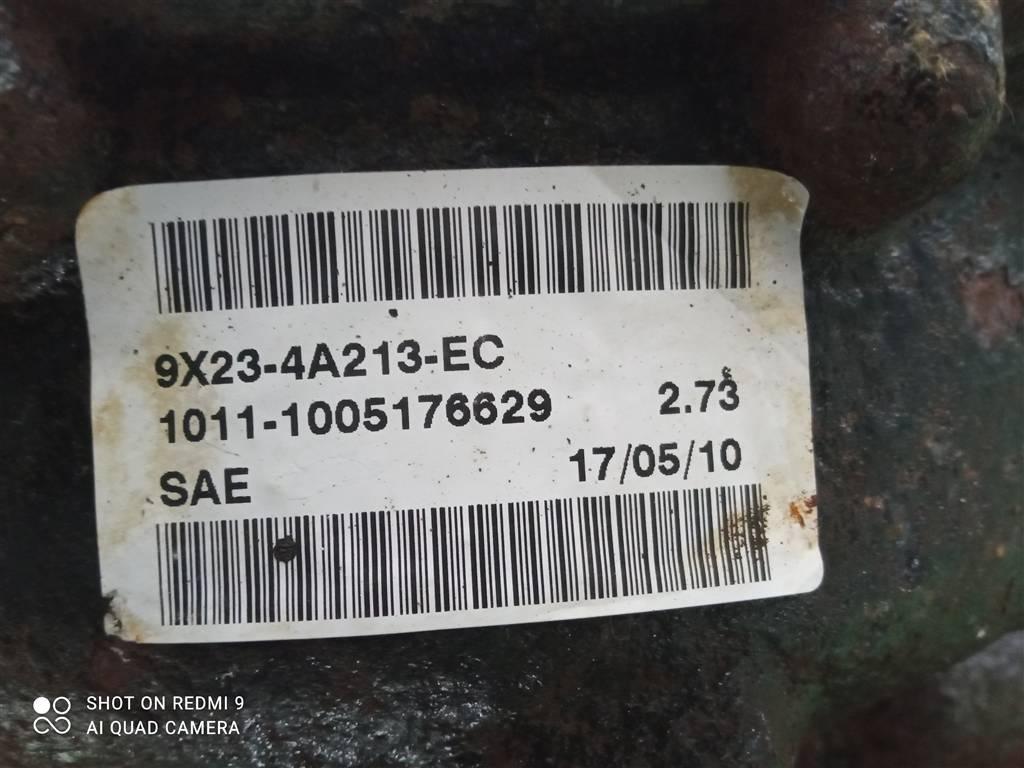 9X23-4A213-EC
1011-1005176629 2.73
SAE 17/05/10
SHOT ON REDMI 9
AI QUAD CAMERA